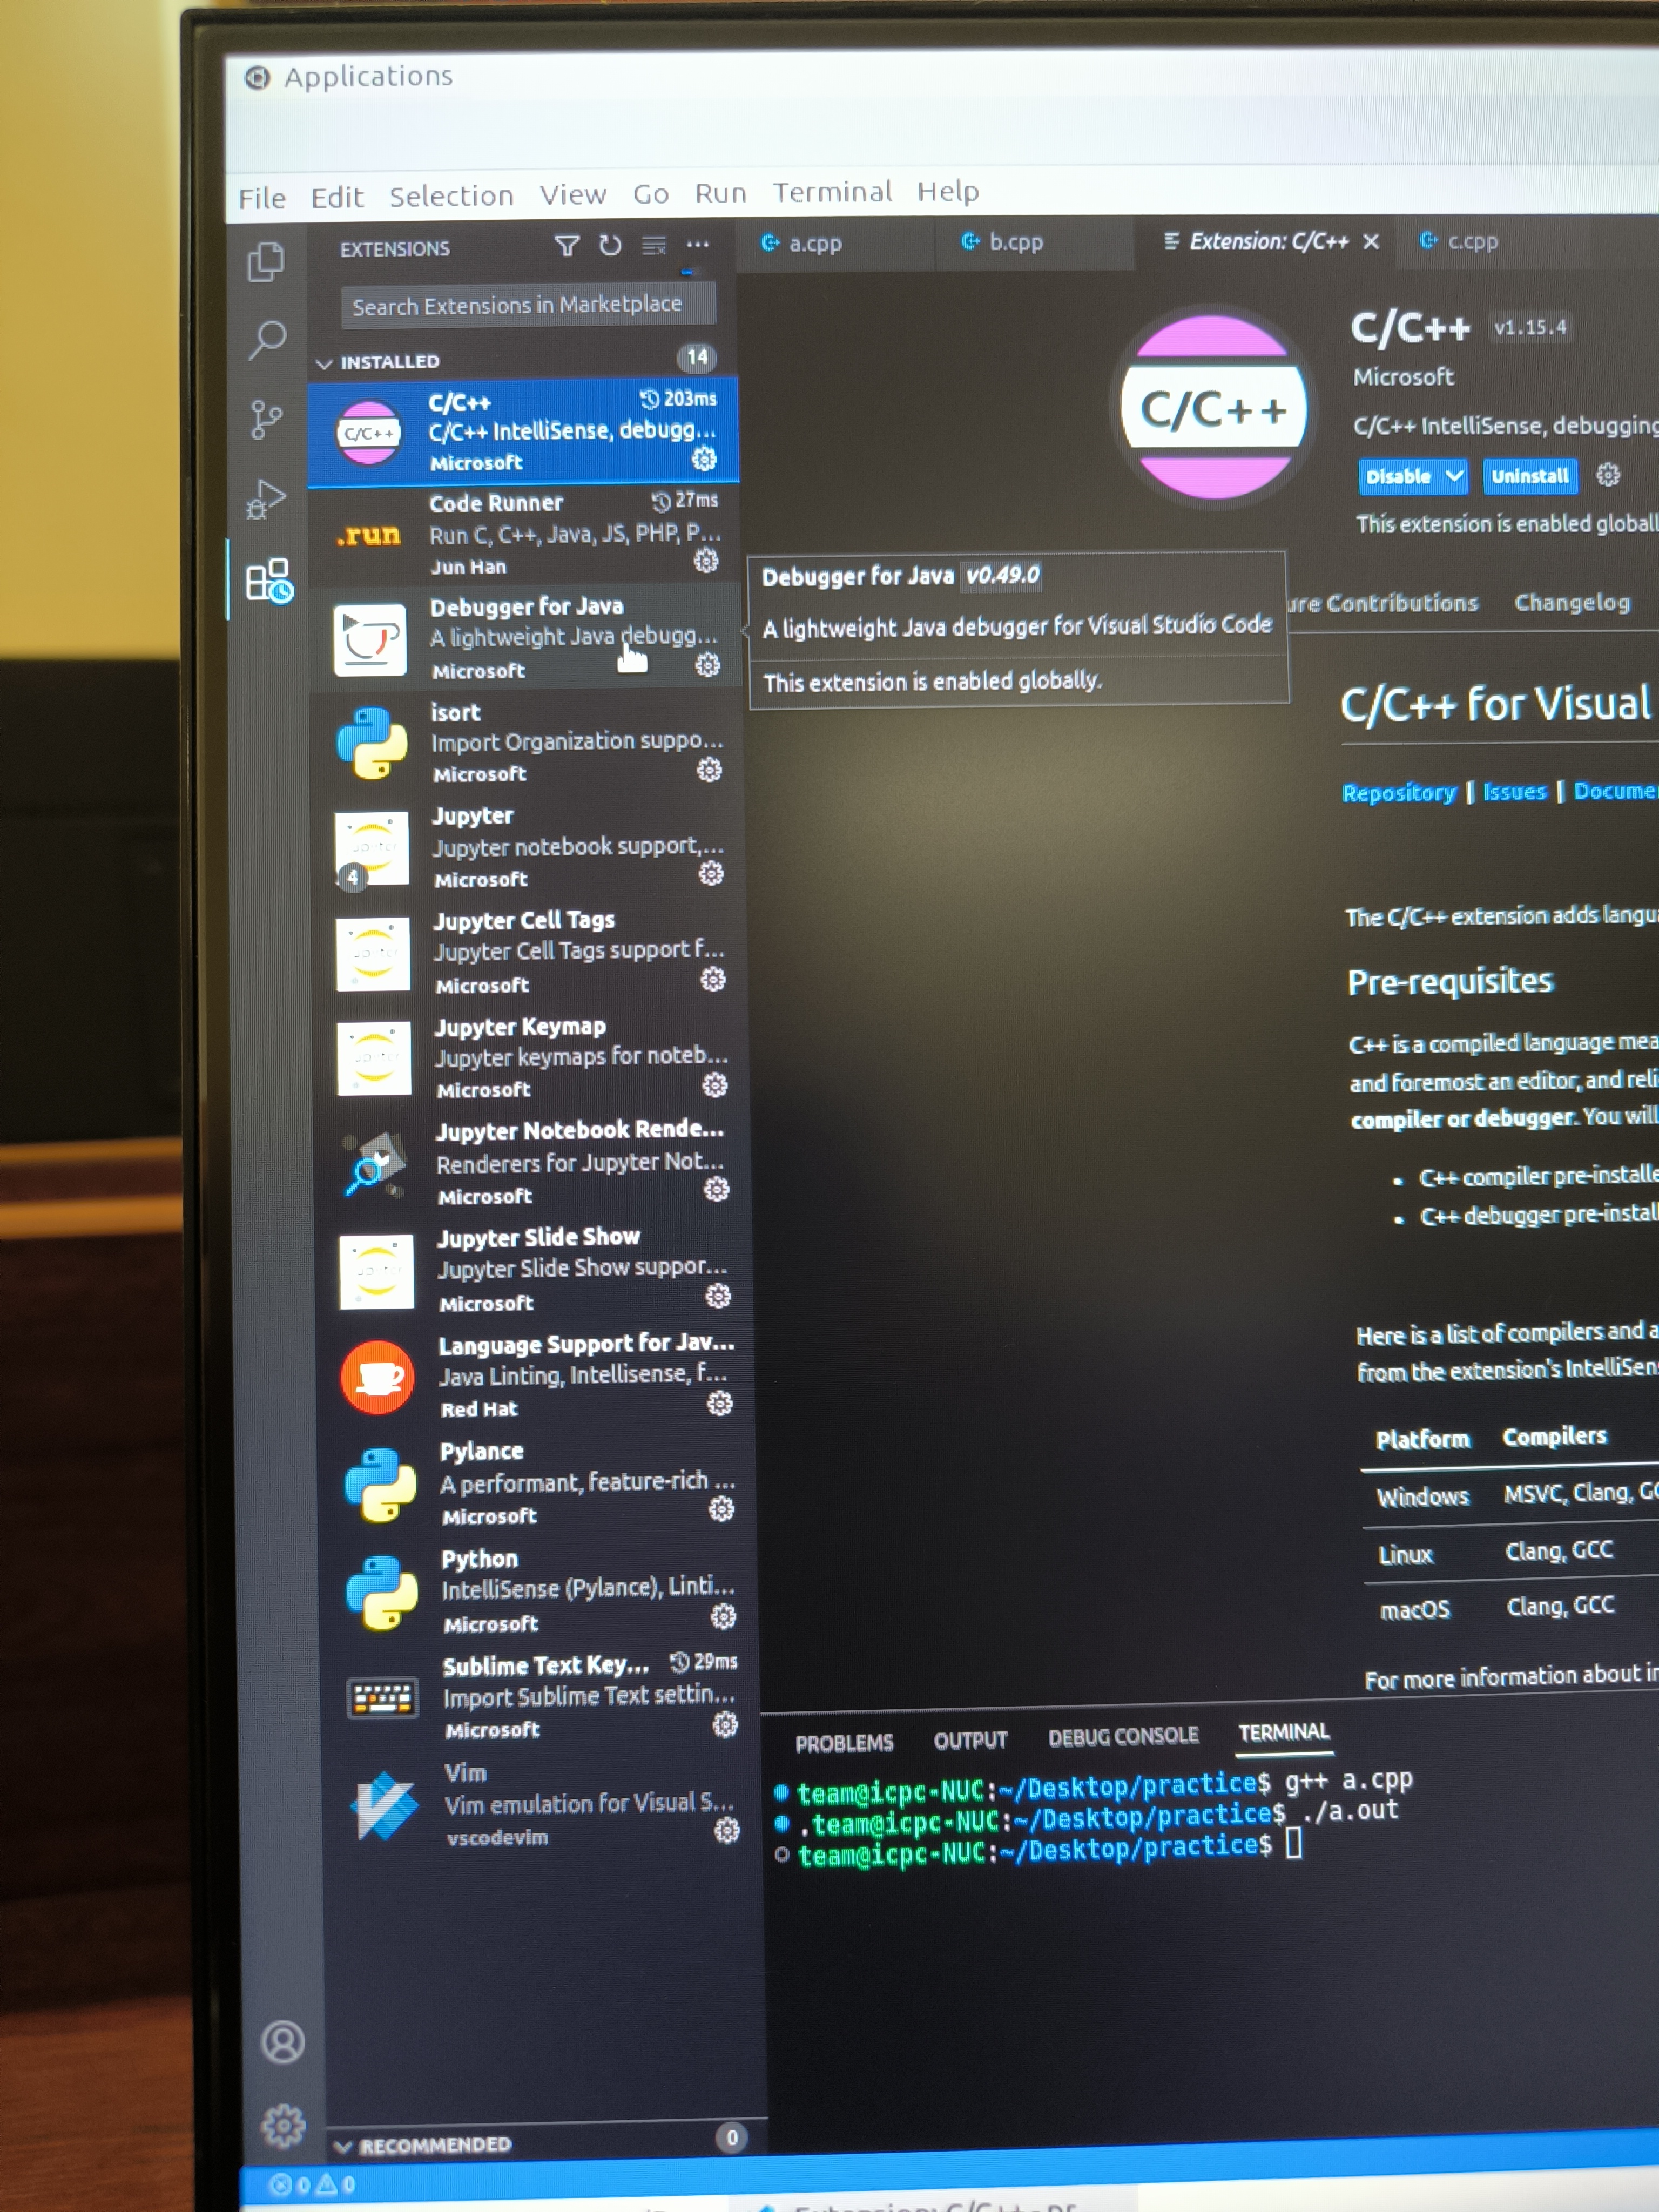 Applications
File Edit Selection View Go Run Terminal Help
EXTENSIONS
Search Extensions in Marketplace
INSTALLED 14
C/C++ 203ms
C/C++ IntelliSense, debugg...
Microsoft
C/C++
Code Runner 27ms
Run C, C++, Java, JS, PHP, P...
Jun Han
.run
Debugger for Java
A lightweight Java debugg...
Microsoft
isort
Import Organization suppo...
Microsoft
Jupyter
Jupyter notebook support,...
Microsoft
4
Jupyter Cell Tags
Jupyter Cell Tags support f...
Microsoft
Jupyter Keymap
Jupyter keymaps for noteb...
Microsoft
Jupyter Notebook Rende...
Renderers for Jupyter Not...
Microsoft
Jupyter Slide Show
Jupyter Slide Show suppor...
Microsoft
Language Support for Jav...
Java Linting, Intellisense, f...
Red Hat
Pylance
A performant, feature-rich ...
Microsoft
Python
IntelliSense (Pylance), Linti...
Microsoft
Sublime Text Key... 29ms
Import Sublime Text settin...
Microsoft
Vim
Vim emulation for Visual S...
vscodevim
RECOMMENDED 0
0 0
a.cpp b.cpp Extension: C/C++ c.cpp
C/C++
C/C++ v1.15.4
Microsoft
C/C++ IntelliSense, debugging
Disable Uninstall
This extension is enabled globall
Debugger for Java v0.49.0
A lightweight Java debugger for Visual Studio Code
This extension is enabled globally.
ure Contributions Changelog
C/C++ for Visual
Repository | Issues | Docume
The C/C++ extension adds langu
Pre-requisites
C++ is a compiled language mea
and foremost an editor, and reli
compiler or debugger. You will
C++ compiler pre-installe
C++ debugger pre-install
Here is a list of compilers and a
from the extension's IntelliSen
Platform Compilers
Windows MSVC, Clang, GC
Linux Clang, GCC
macOS Clang, GCC
For more information about in
PROBLEMS OUTPUT DEBUG CONSOLE TERMINAL
team@icpc-NUC:~/Desktop/practice$ g++ a.cpp
.team@icpc-NUC:~/Desktop/practice$ ./a.out
team@icpc-NUC:~/Desktop/practice$